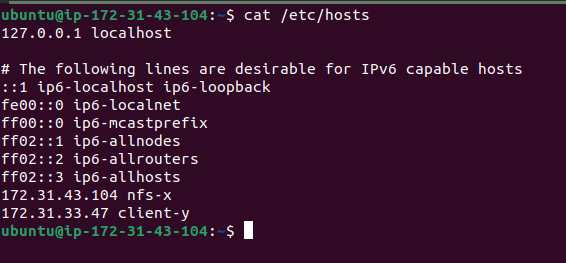 ubuntu@ip-172-31-43-104:~$ cat /etc/hosts
127.0.0.1 localhost
# The following lines are desirable for IPv6 capable hosts
::1 ip6-localhost ip6-loopback
fe00::0 ip6-localnet
ff00::0 ip6-mcastprefix
ff02::1 ip6-allnodes
ff02::2 ip6-allrouters
ff02::3 ip6-allhosts
172.31.43.104 nfs-x
172.31.33.47 client-y
ubuntu@ip-172-31-43-104:~$